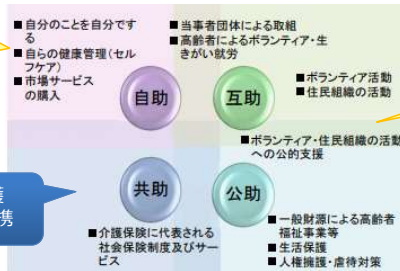 ■自分のことを自分です
る
■自らの健康管理(セル
フケア)
■市場サービス
の購入
■当事者団体による取組
■高齢者によるボランティア・生
きがい就労
■ボランティア活動
■住民組織の活動
自助
互助
■ボランティア・住民組織の活動
への公的支援
共助
公助
携
■介護保険に代表される
社会保険制度及びサー
ビス
■一般財源による高齢者
福祉事業等
■生活保護
■人権擁護・虐待対策